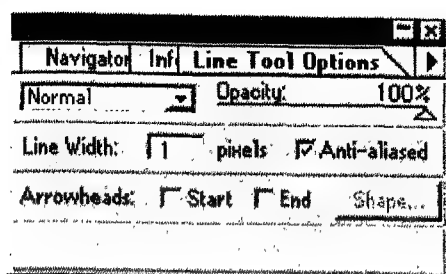 Navigator Inf Line Tool Options
Normal Opacity: 100%
Line Width: 1 pixels Anti-aliased
Arrowheads: Start End Shape...